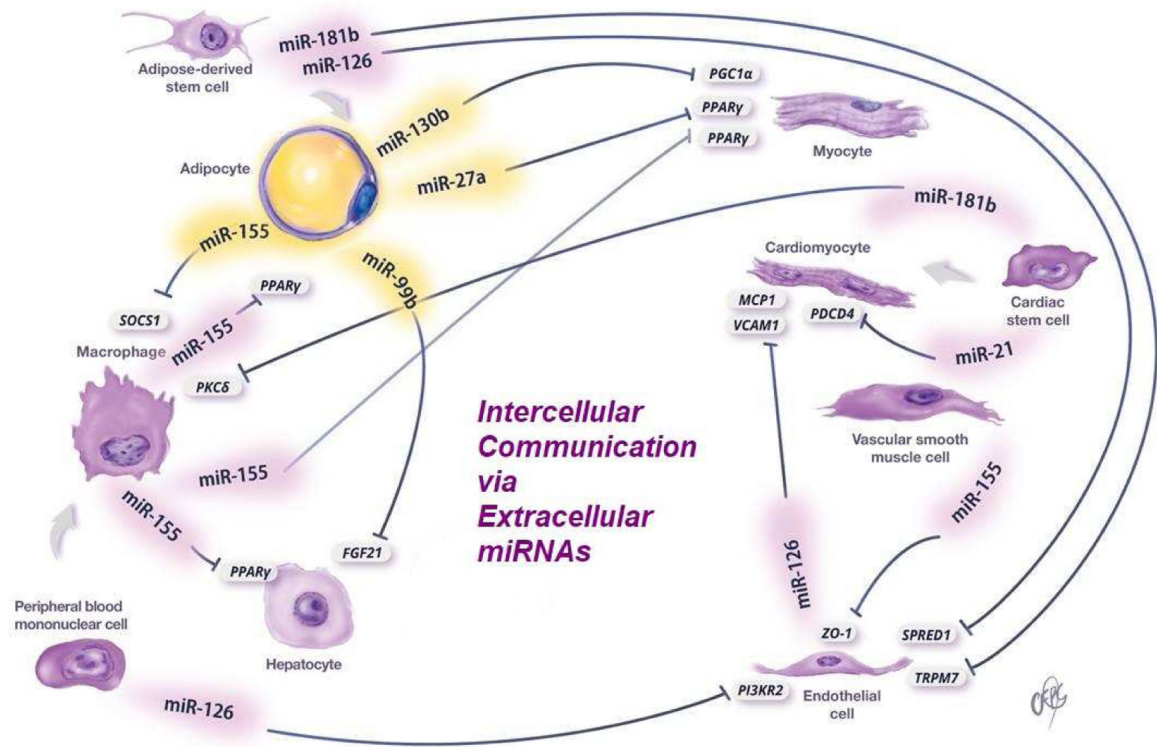 miR-181b
miR-126
Adipose-derived
stem cell
PGC1α
miR-130b
PPARγ
PPARγ
Myocyte
Adipocyte
miR-27a
miR-181b
miR-155
miR-99b
Cardiomyocyte
PPARγ
MCP1
VCAM1
PDCD4
Cardiac
stem cell
SOCS1
miR-155
Macrophage
miR-21
PKCδ
Intercellular
Communication
via
Extracellular
miRNAs
Vascular smooth
muscle cell
miR-155
miR-155
miR-155
miR-126
FGF21
PPARγ
Peripheral blood
mononuclear cell
Hepatocyte
ZO-1
SPRED1
PI3KR2
TRPM7
Endothelial
cell
miR-126